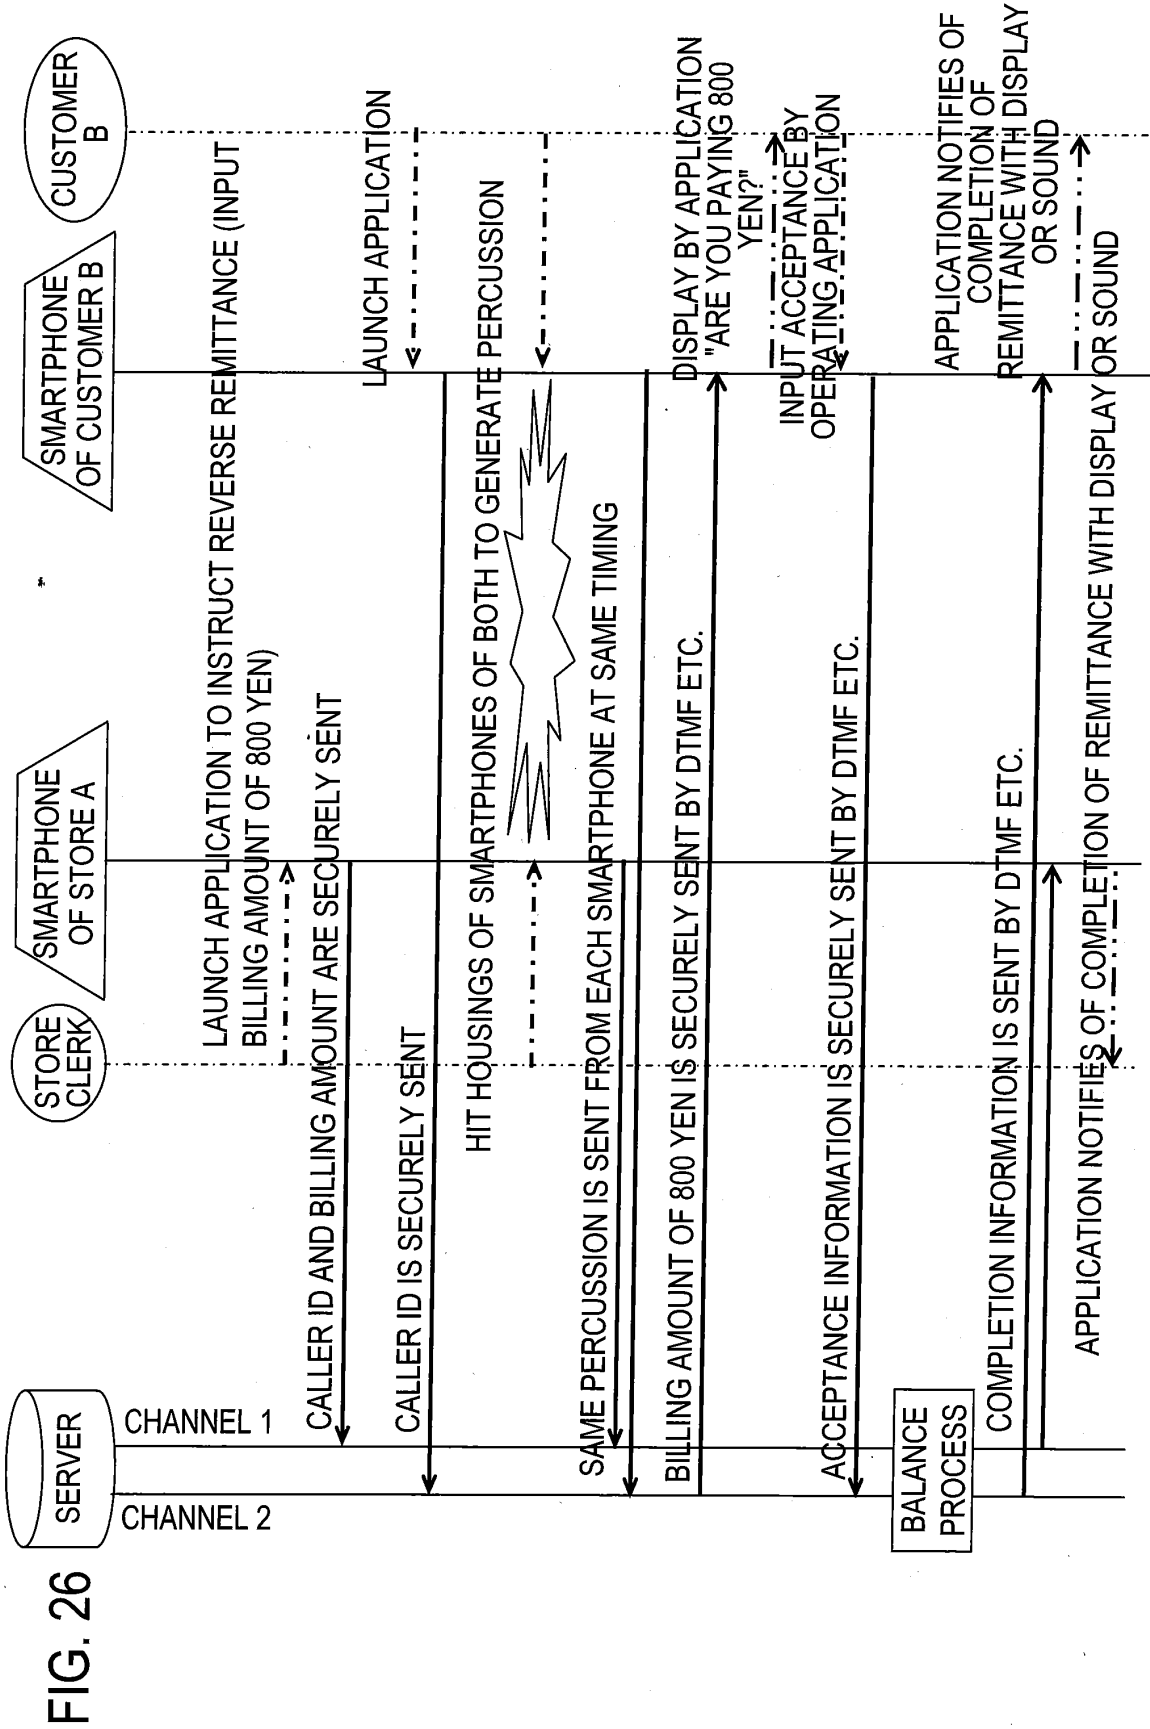 FIG. 26
SERVER
STORE
CLERK
SMARTPHONE
OF STORE A
SMARTPHONE
OF CUSTOMER B
CUSTOMER
B
CHANNEL 1
CHANNEL 2
LAUNCH APPLICATION TO INSTRUCT REVERSE REMITTANCE (INPUT
BILLING AMOUNT OF 800 YEN)
CALLER ID AND BILLING AMOUNT ARE SECURELY SENT
LAUNCH APPLICATION
CALLER ID IS SECURELY SENT
HIT HOUSINGS OF SMARTPHONES OF BOTH TO GENERATE PERCUSSION
SAME PERCUSSION IS SENT FROM EACH SMARTPHONE AT SAME TIMING
BILLING AMOUNT OF 800 YEN IS SECURELY SENT BY DTMF ETC.
DISPLAY BY APPLICATION
"ARE YOU PAYING 800
YEN?"
INPUT ACCEPTANCE BY
OPERATING APPLICATION
ACCEPTANCE INFORMATION IS SECURELY SENT BY DTMF ETC.
BALANCE
PROCESS
COMPLETION INFORMATION IS SENT BY DTMF ETC.
APPLICATION NOTIFIES OF
COMPLETION OF
REMITTANCE WITH DISPLAY
OR SOUND
APPLICATION NOTIFIES OF COMPLETION OF REMITTANCE WITH DISPLAY OR SOUND